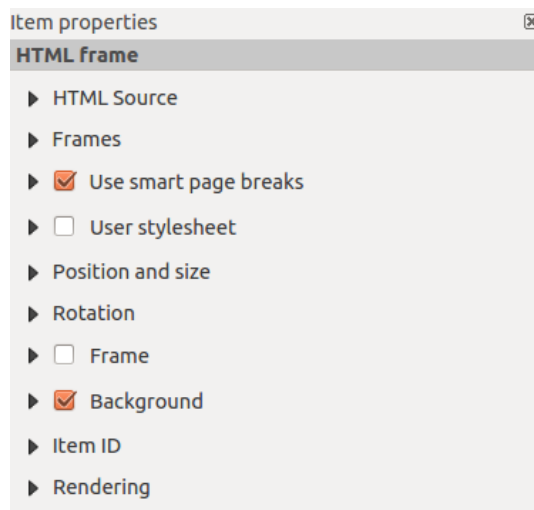 Item properties
HTML frame
HTML Source
Frames
Use smart page breaks
User stylesheet
Position and size
Rotation
Frame
Background
Item ID
Rendering